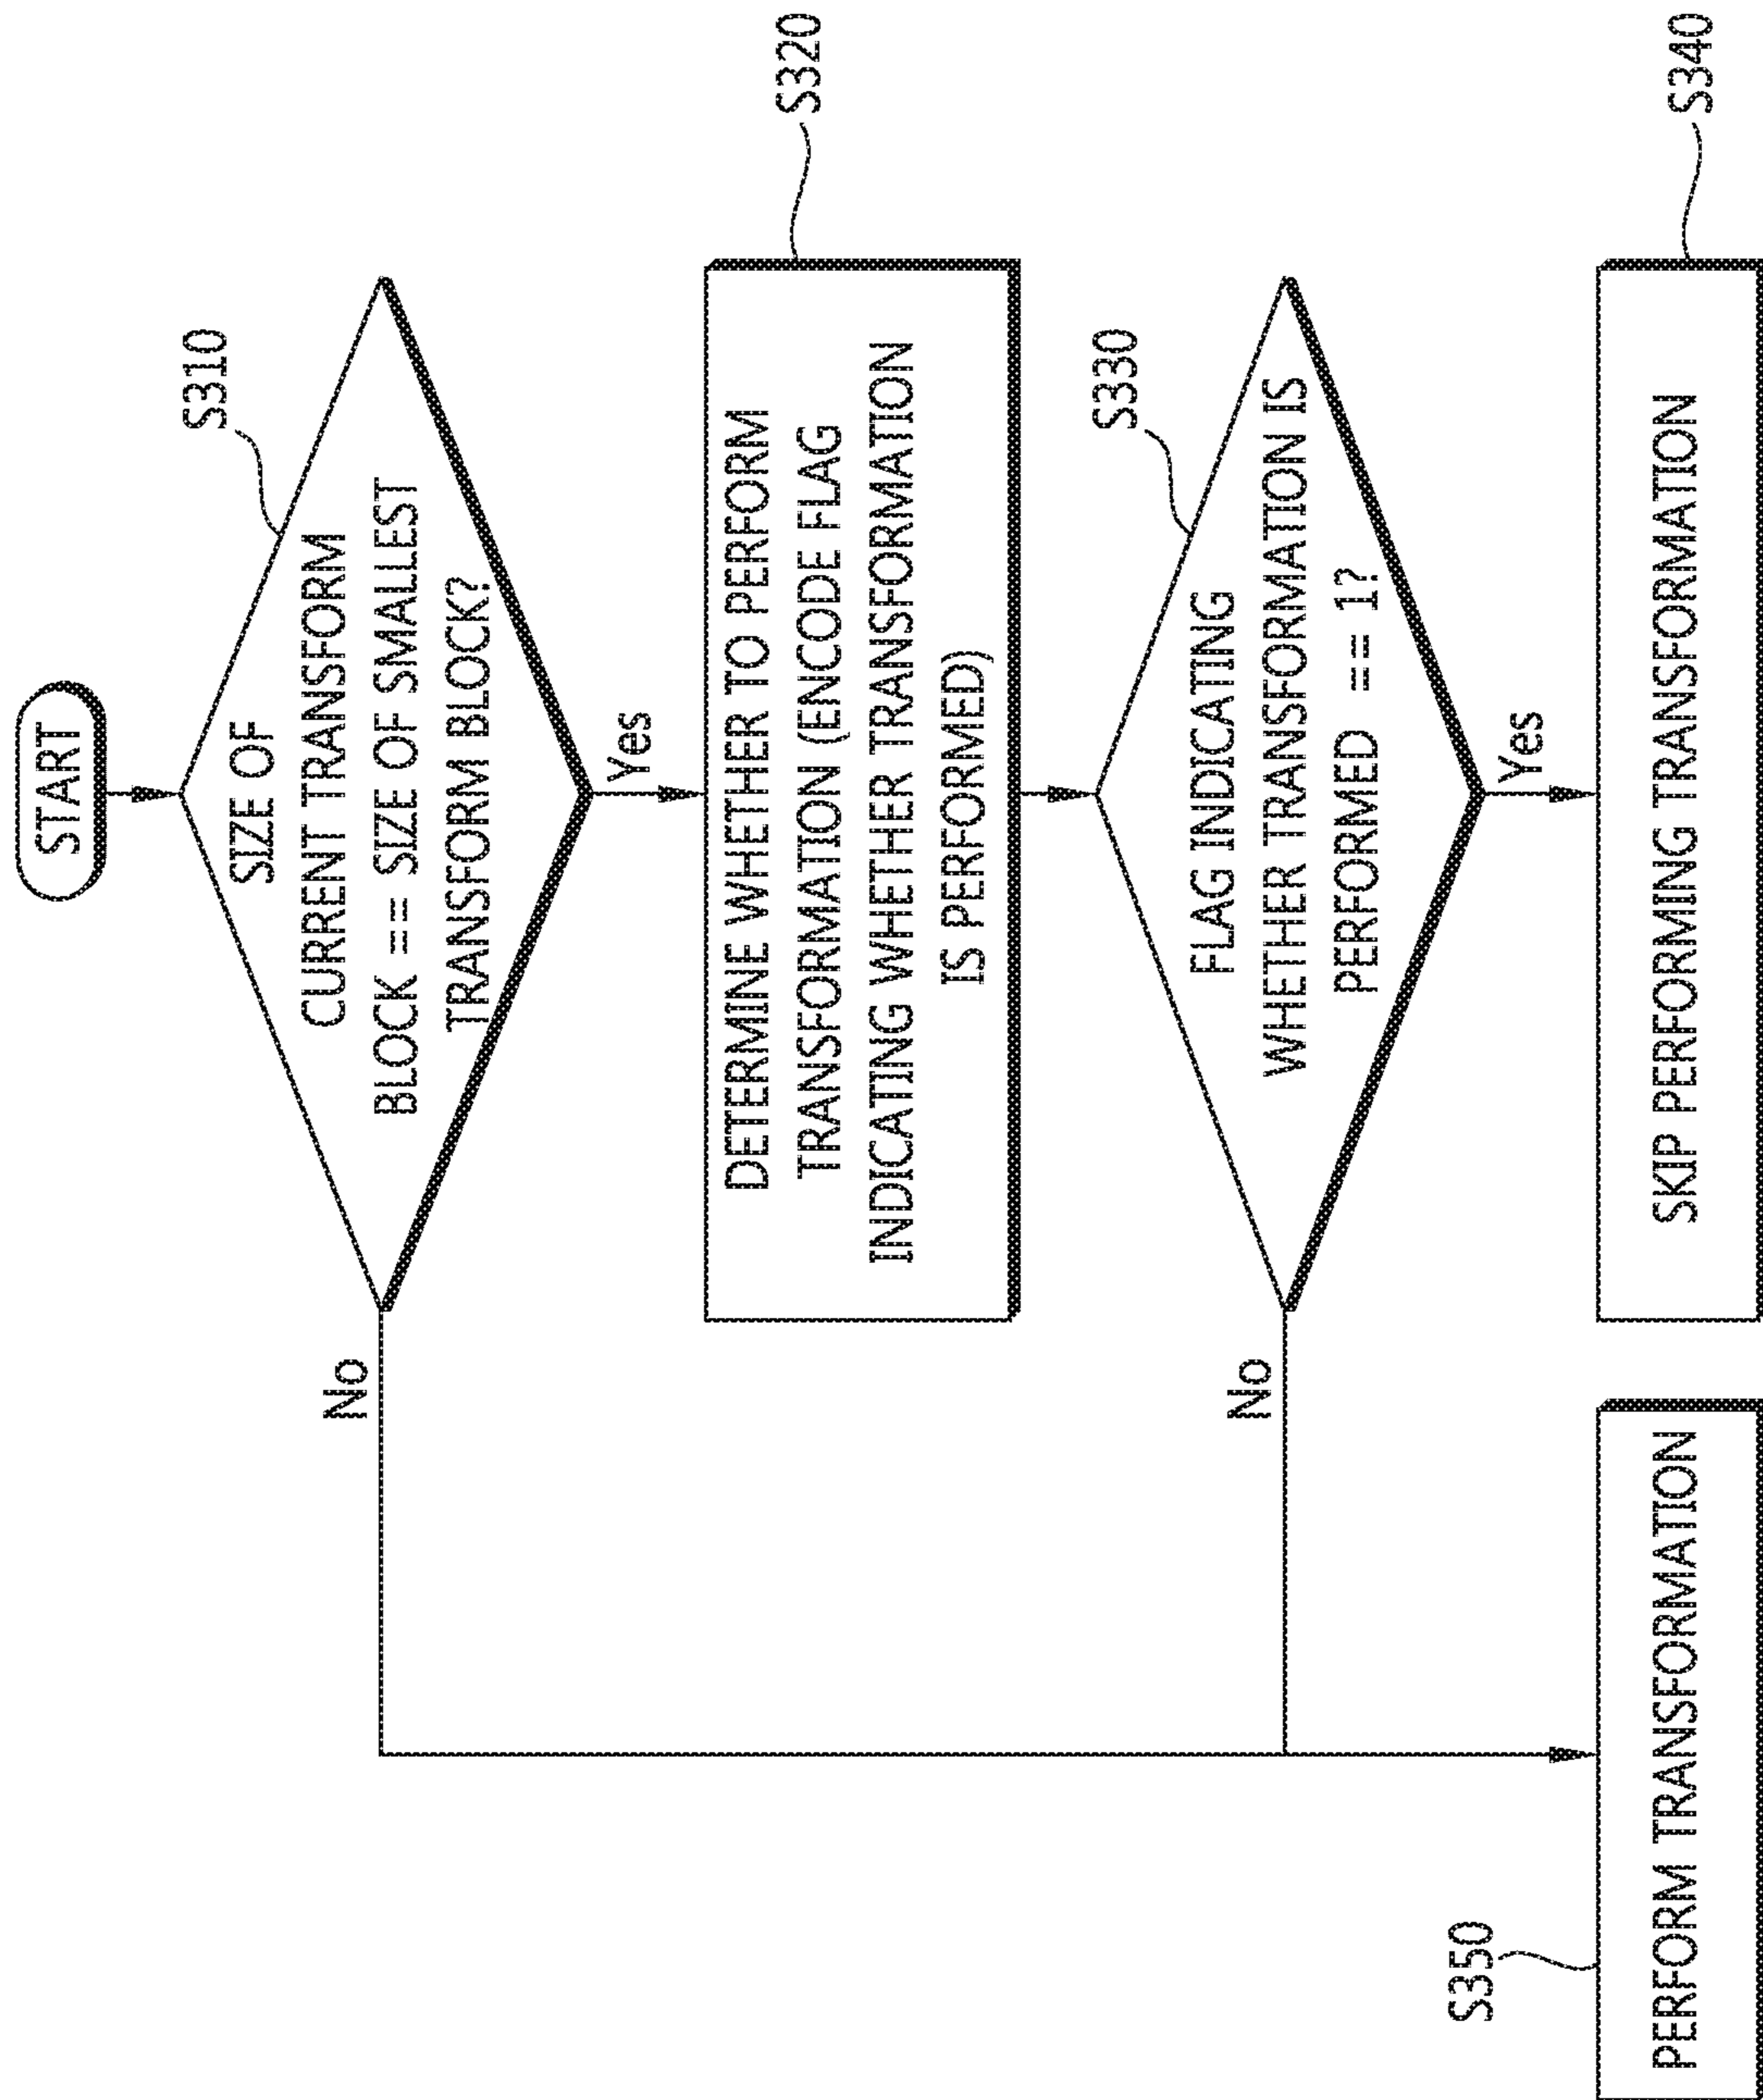 START
S310
SIZE OF
CURRENT TRANSFORM
BLOCK == SIZE OF SMALLEST
TRANSFORM BLOCK?
No
Yes
S320
DETERMINE WHETHER TO PERFORM
TRANSFORMATION (ENCODE FLAG
INDICATING WHETHER TRANSFORMATION
IS PERFORMED)
S330
FLAG INDICATING
WHETHER TRANSFORMATION IS
PERFORMED == 1?
No
Yes
S350
PERFORM TRANSFORMATION
S340
SKIP PERFORMING TRANSFORMATION